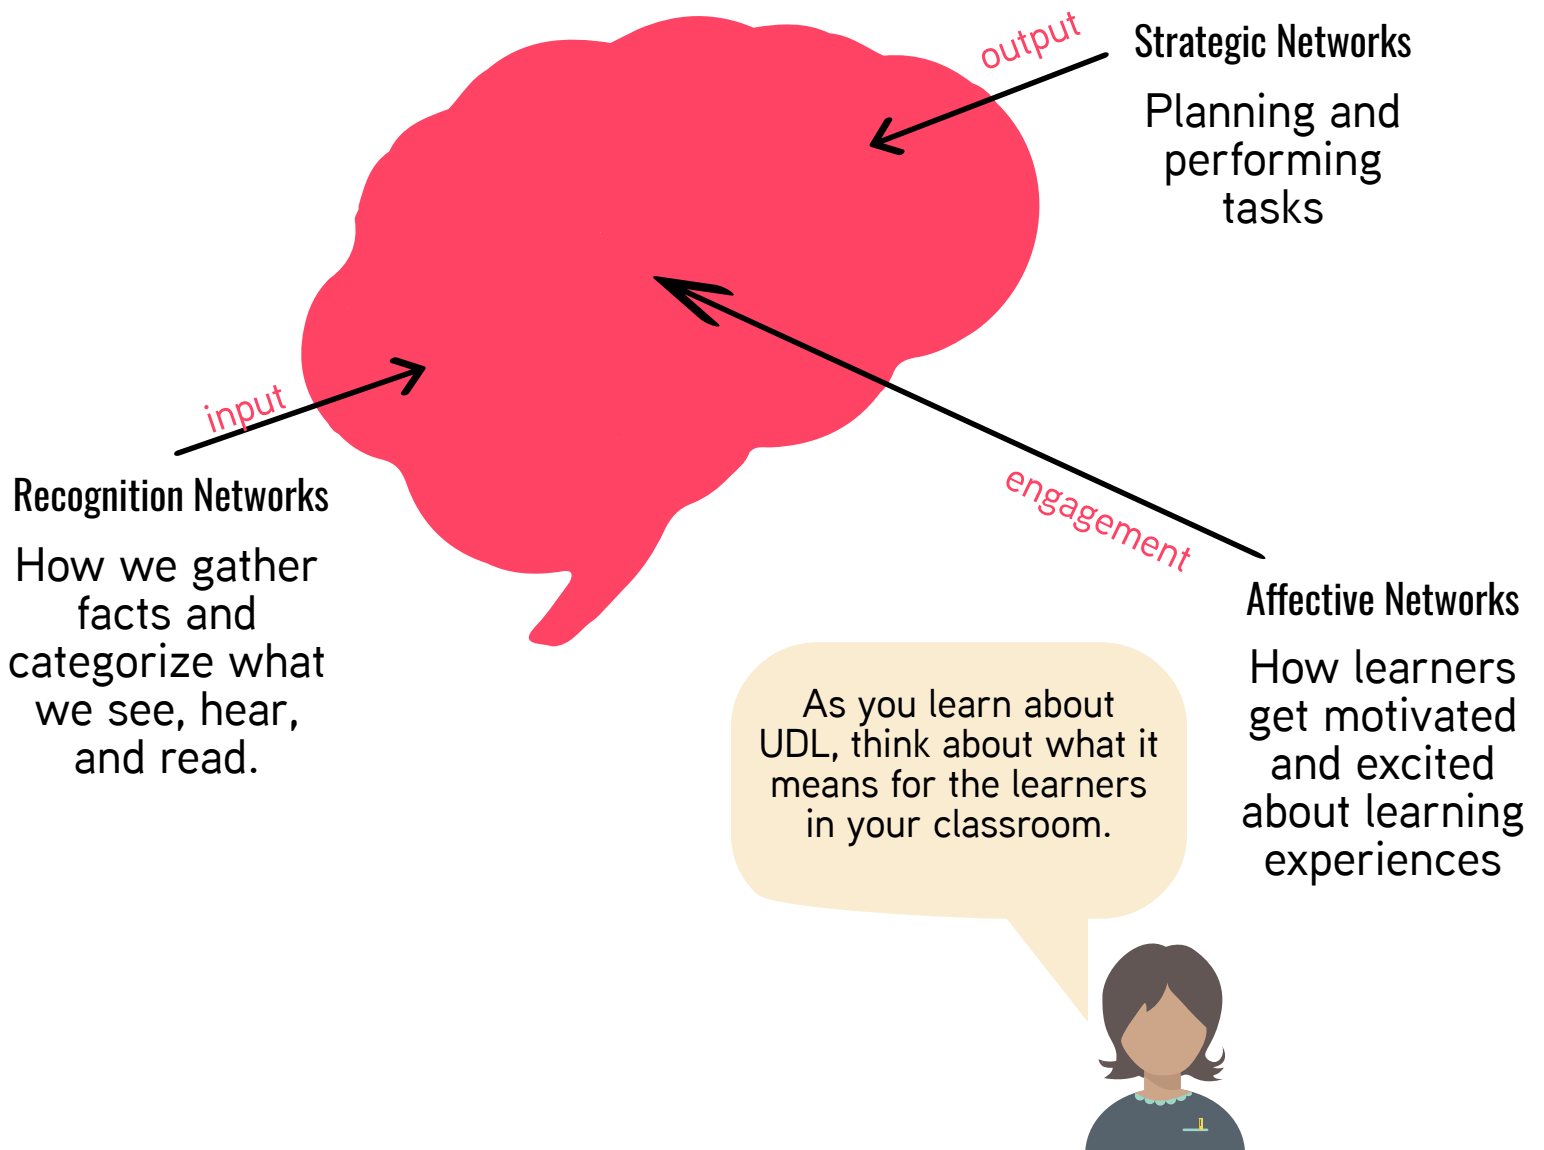 output
Strategic Networks
Planning and
performing
tasks
input
Recognition Networks
How we gather
facts and
categorize what
we see, hear,
and read.
engagement
Affective Networks
How learners
get motivated
and excited
about learning
experiences
As you learn about
UDL, think about what it
means for the learners
in your classroom.